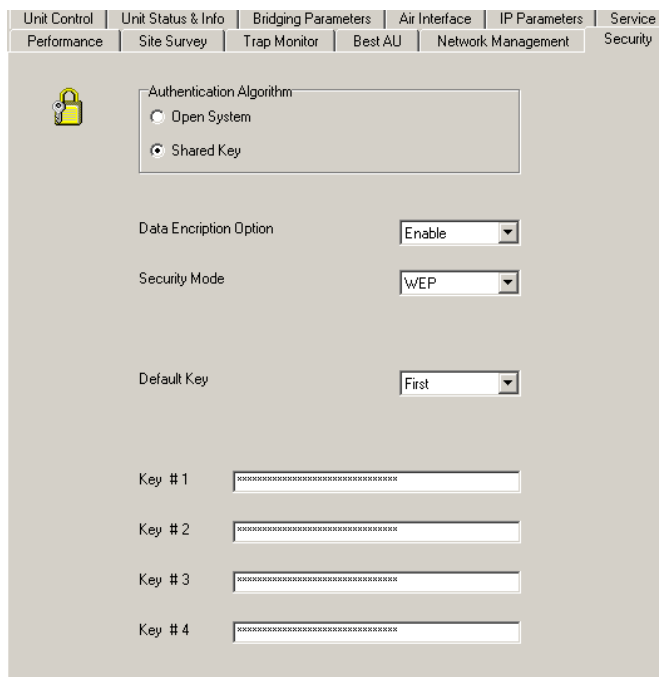 Unit Control Unit Status & Info Bridging Parameters Air Interface IP Parameters Service
Performance Site Survey Trap Monitor Best AU Network Management Security
Authentication Algorithm
Open System
Shared Key
Data Encription Option Enable
Security Mode WEP
Default Key First
Key # 1 ********************************
Key # 2 ********************************
Key # 3 ********************************
Key # 4 ********************************